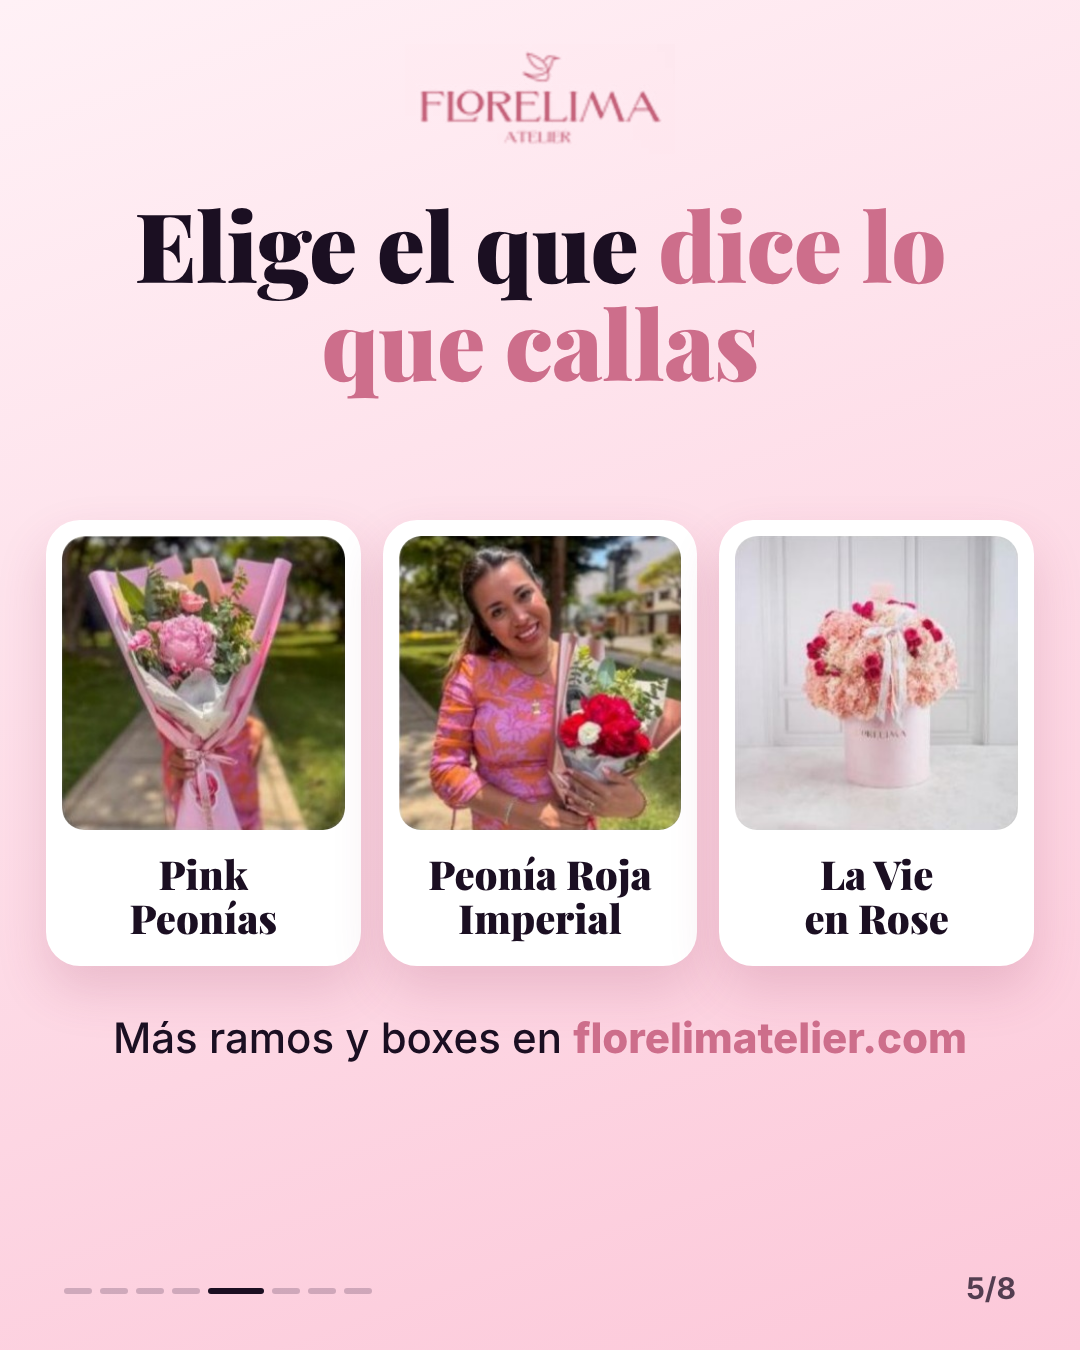 FLORELIMA
ATELIER
Elige el que dice lo
que callas
Pink
Peonías
Peonía Roja
Imperial
La Vie
en Rose
Más ramos y boxes en florelimatelier.com
5/8